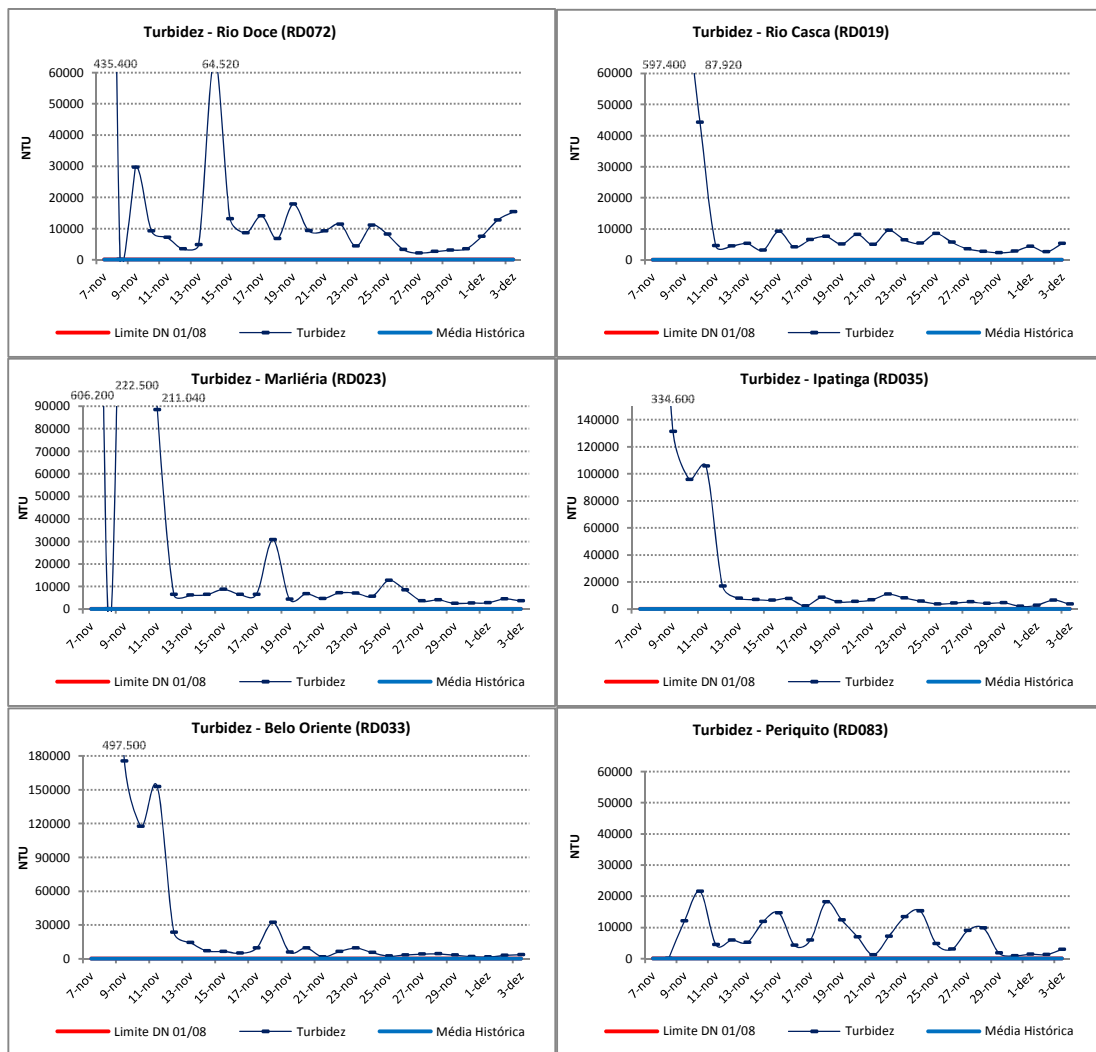 Turbidez - Rio Doce (RD072)
435.400 64.520
60000
50000
40000
30000
20000
10000
0
NTU
7-nov 9-nov 11-nov 13-nov 15-nov 17-nov 19-nov 21-nov 23-nov 25-nov 27-nov 29-nov 1-dez 3-dez
Limite DN 01/08 Turbidez Média Histórica
Turbidez - Rio Casca (RD019)
597.400 87.920
60000
50000
40000
30000
20000
10000
0
NTU
7-nov 9-nov 11-nov 13-nov 15-nov 17-nov 19-nov 21-nov 23-nov 25-nov 27-nov 29-nov 1-dez 3-dez
Limite DN 01/08 Turbidez Média Histórica
Turbidez - Marliéria (RD023)
606.200 222.500 211.040
90000
80000
70000
60000
50000
40000
30000
20000
10000
0
NTU
7-nov 9-nov 11-nov 13-nov 15-nov 17-nov 19-nov 21-nov 23-nov 25-nov 27-nov 29-nov 1-dez 3-dez
Limite DN 01/08 Turbidez Média Histórica
Turbidez - Ipatinga (RD035)
334.600
140000
120000
100000
80000
60000
40000
20000
0
NTU
7-nov 9-nov 11-nov 13-nov 15-nov 17-nov 19-nov 21-nov 23-nov 25-nov 27-nov 29-nov 1-dez 3-dez
Limite DN 01/08 Turbidez Média Histórica
Turbidez - Belo Oriente (RD033)
497.500
180000
150000
120000
90000
60000
30000
0
NTU
7-nov 9-nov 11-nov 13-nov 15-nov 17-nov 19-nov 21-nov 23-nov 25-nov 27-nov 29-nov 1-dez 3-dez
Limite DN 01/08 Turbidez Média Histórica
Turbidez - Periquito (RD083)
60000
50000
40000
30000
20000
10000
0
NTU
7-nov 9-nov 11-nov 13-nov 15-nov 17-nov 19-nov 21-nov 23-nov 25-nov 27-nov 29-nov 1-dez 3-dez
Limite DN 01/08 Turbidez Média Histórica